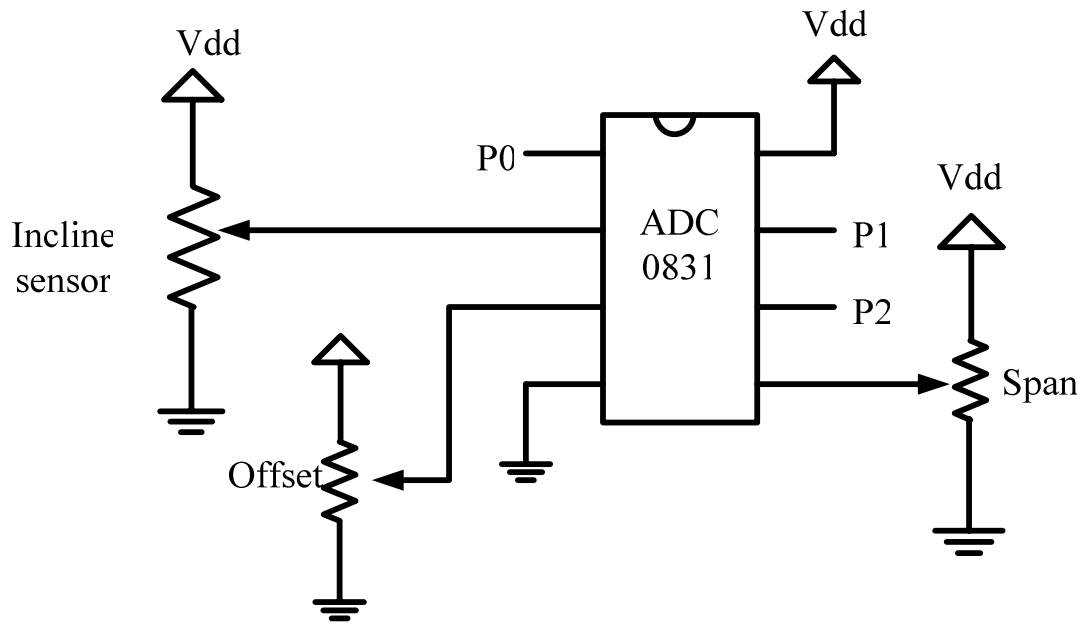 Vdd
Vdd
P0
Vdd
Incline
sensor
ADC
0831
P1
P2
Span
Offset